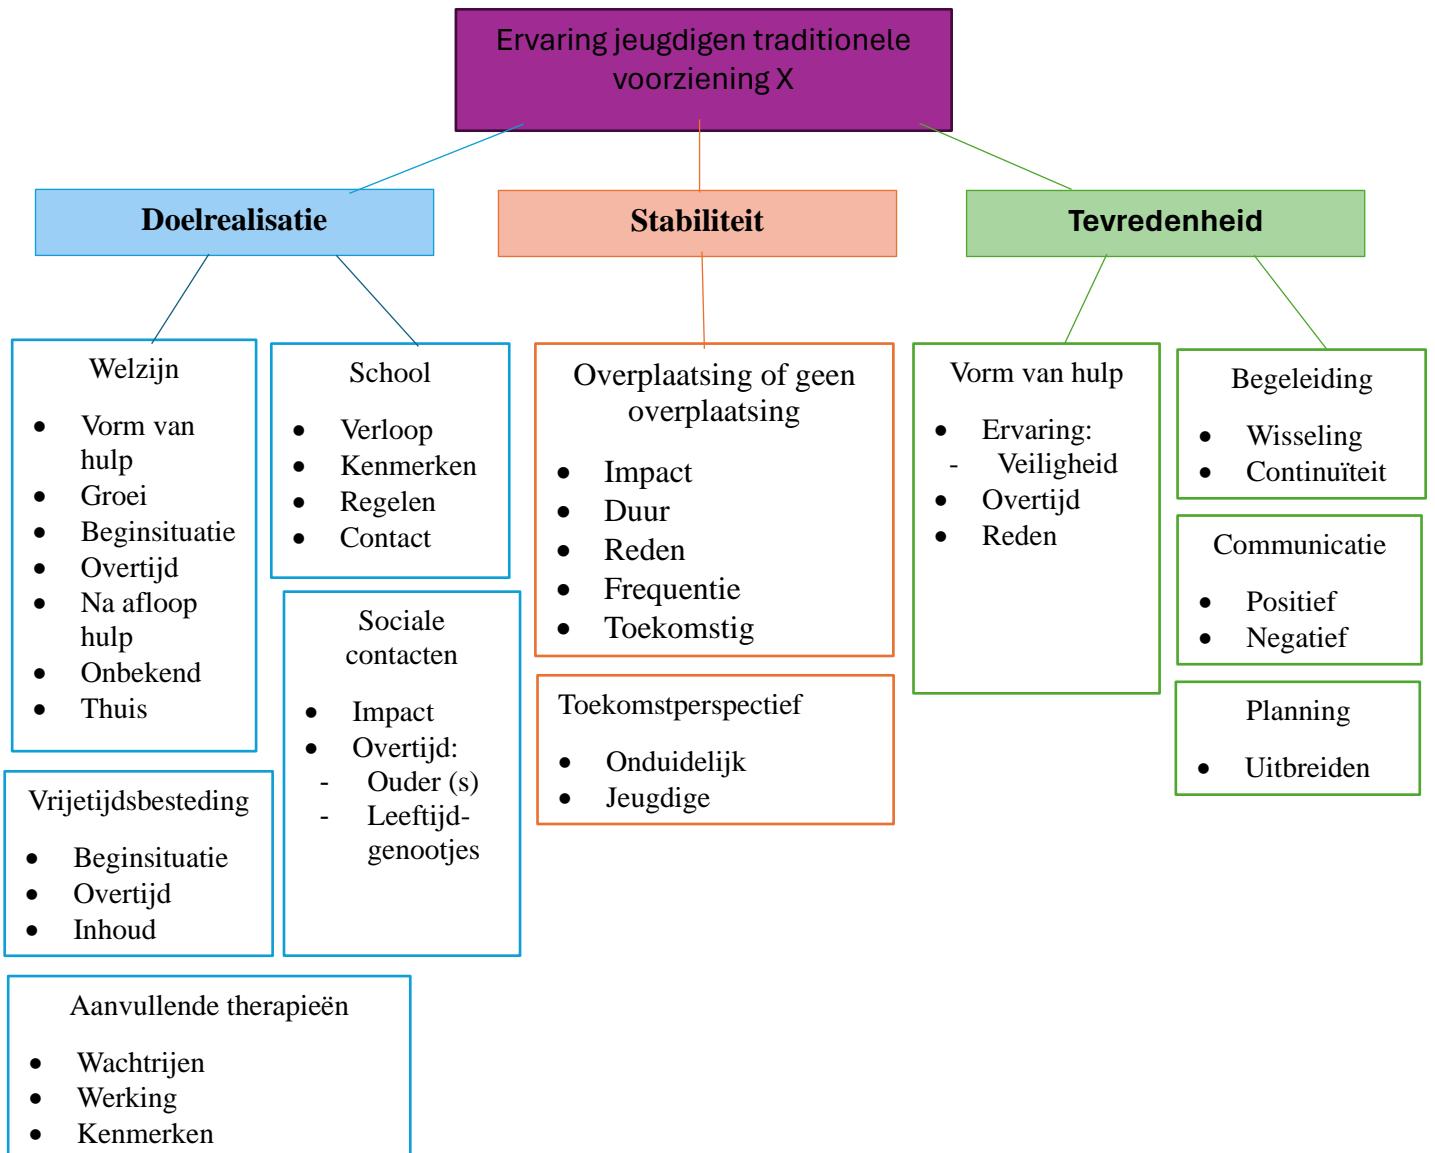 Ervaring jeugdigen traditionele
voorziening X
Doelrealisatie
Stabiliteit
Tevredenheid
Welzijn
• Vorm van
hulp
• Groei
• Beginsituatie
• Overtijd
• Na afloop
hulp
• Onbekend
• Thuis
School
• Verloop
• Kenmerken
• Regelen
• Contact
Sociale
contacten
• Impact
• Overtijd:
- Ouder (s)
- Leeftijd-
genootjes
Vrijetijdsbesteding
• Beginsituatie
• Overtijd
• Inhoud
Aanvullende therapieën
• Wachtrijen
• Werking
• Kenmerken
Overplaatsing of geen
overplaatsing
• Impact
• Duur
• Reden
• Frequentie
• Toekomstig
Toekomstperspectief
• Onduidelijk
• Jeugdige
Vorm van hulp
• Ervaring:
- Veiligheid
• Overtijd
• Reden
Begeleiding
• Wisseling
• Continuïteit
Communicatie
• Positief
• Negatief
Planning
• Uitbreiden